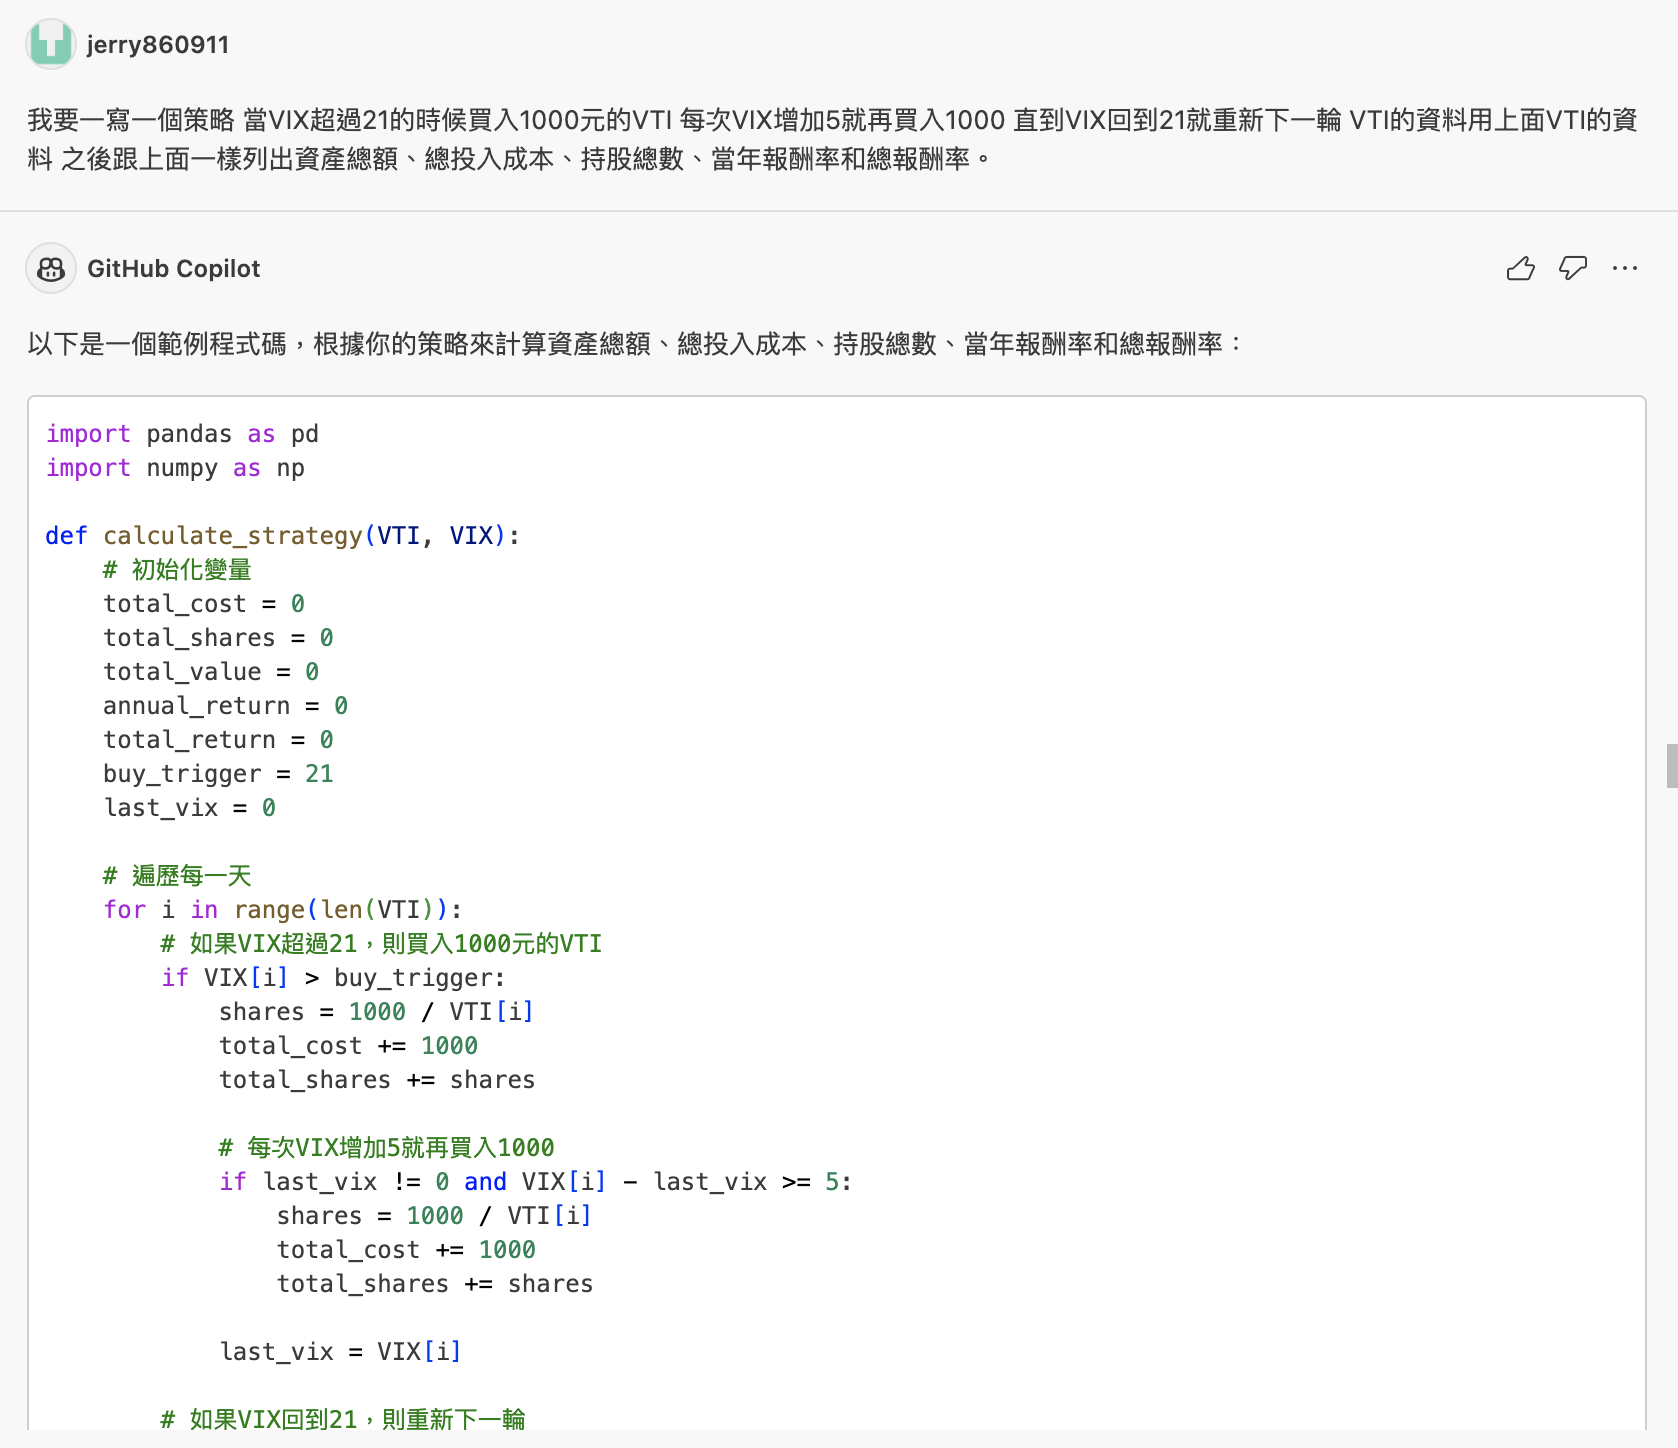 jerry860911
我要一寫一個策略 當VIX超過21的時候買入1000元的VTI 每次VIX增加5就再買入1000 直到VIX回到21就重新下一輪 VTI的資料用上面VTI的資
料 之後跟上面一樣列出資產總額、總投入成本、持股總數、當年報酬率和總報酬率。
GitHub Copilot
以下是一個範例程式碼，根據你的策略來計算資產總額、總投入成本、持股總數、當年報酬率和總報酬率：
import pandas as pd
import numpy as np
def calculate_strategy(VTI, VIX):
    # 初始化變量
    total_cost = 0
    total_shares = 0
    total_value = 0
    annual_return = 0
    total_return = 0
    buy_trigger = 21
    last_vix = 0
    # 遍歷每一天
    for i in range(len(VTI)):
        # 如果VIX超過21，則買入1000元的VTI
        if VIX[i] > buy_trigger:
            shares = 1000 / VTI[i]
            total_cost += 1000
            total_shares += shares
            # 每次VIX增加5就再買入1000
            if last_vix != 0 and VIX[i] - last_vix >= 5:
                shares = 1000 / VTI[i]
                total_cost += 1000
                total_shares += shares
            last_vix = VIX[i]
        # 如果VIX回到21，則重新下一輪